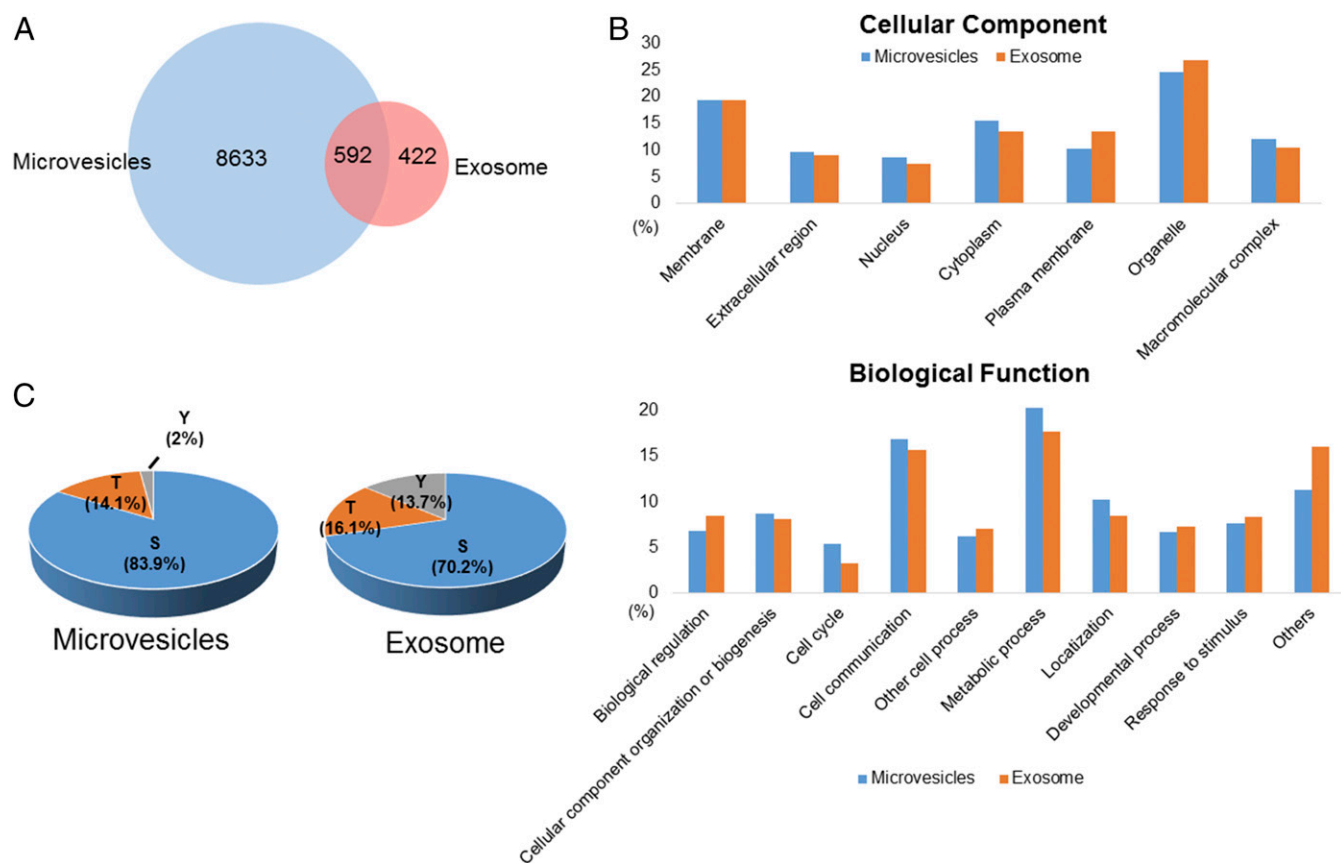 A
Microvesicles
8633
592
422
Exosome
B
Cellular Component
Microvesicles
Exosome
30
25
20
15
10
5
0
(%)
Membrane
Extracellular region
Nucleus
Cytoplasm
Plasma membrane
Organelle
Macromolecular complex
C
Y
(2%)
T
(14.1%)
S
(83.9%)
Microvesicles
Y
(13.7%)
T
(16.1%)
S
(70.2%)
Exosome
Biological Function
20
15
10
5
0
(%)
Biological regulation
Cellular component organization or biogenesis
Cell cycle
Cell communication
Other cell process
Metabolic process
Locatization
Developmental process
Response to stimulus
Others
Microvesicles
Exosome